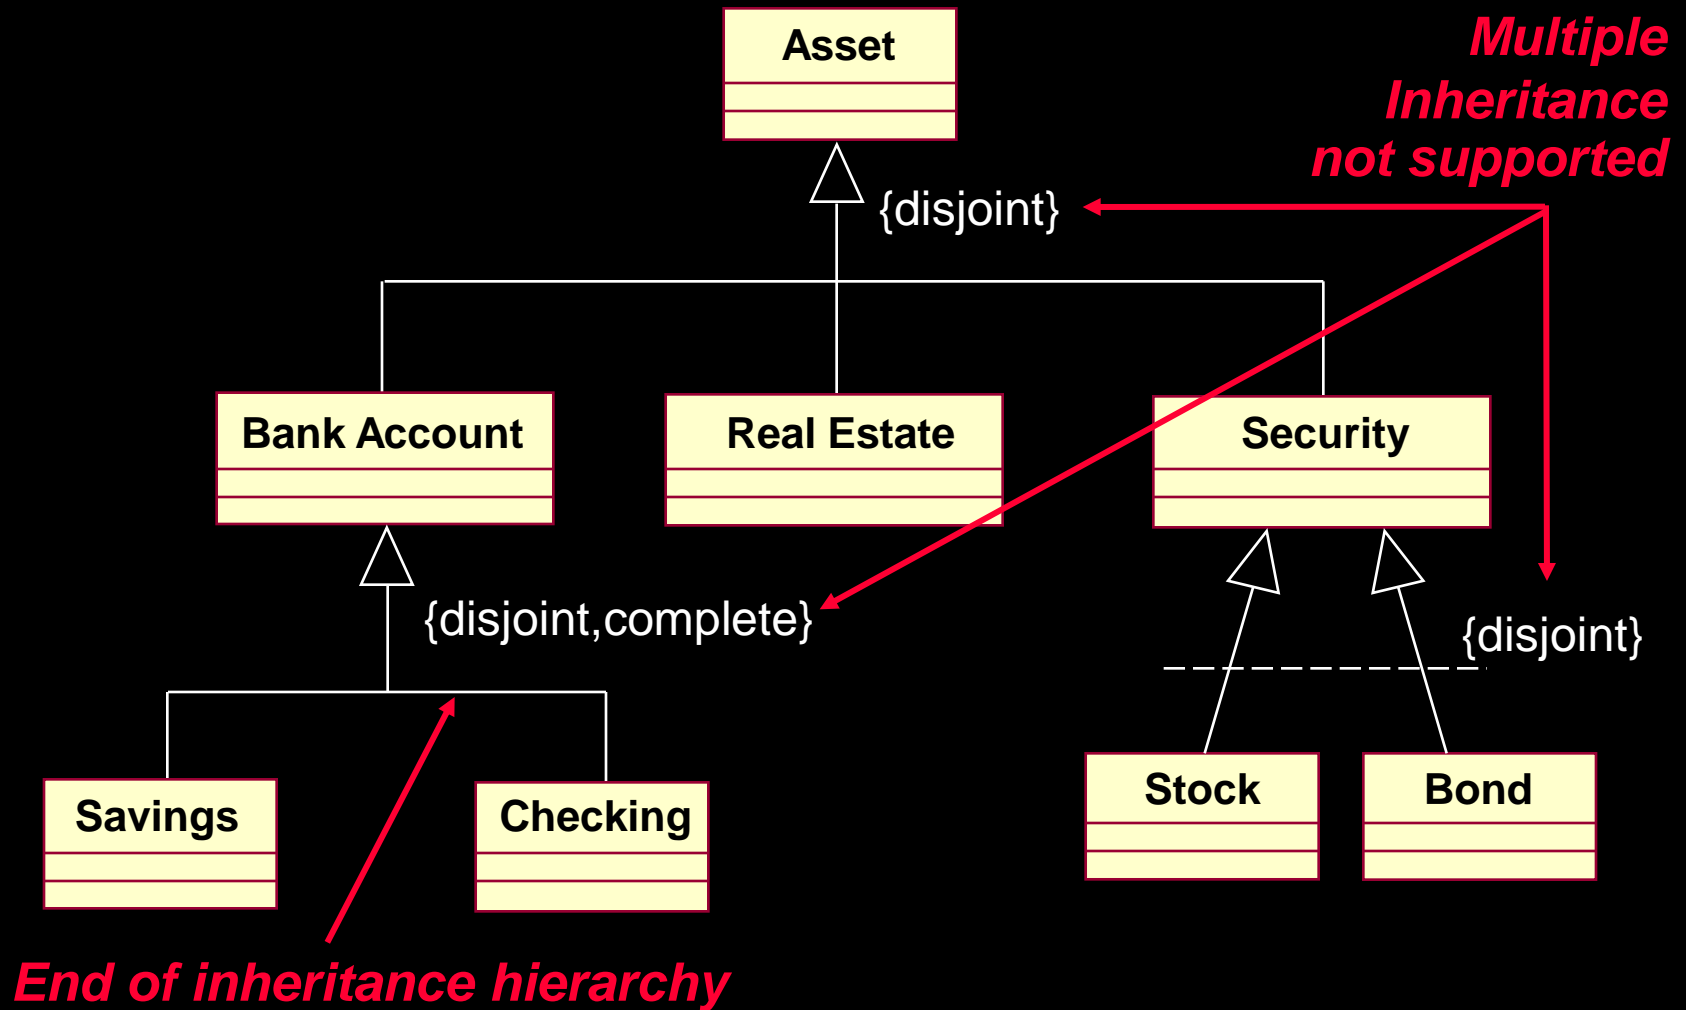 Asset
Multiple
Inheritance
not supported
{disjoint}
Bank Account
Real Estate
Security
{disjoint,complete}
{disjoint}
Savings
Checking
Stock
Bond
End of inheritance hierarchy